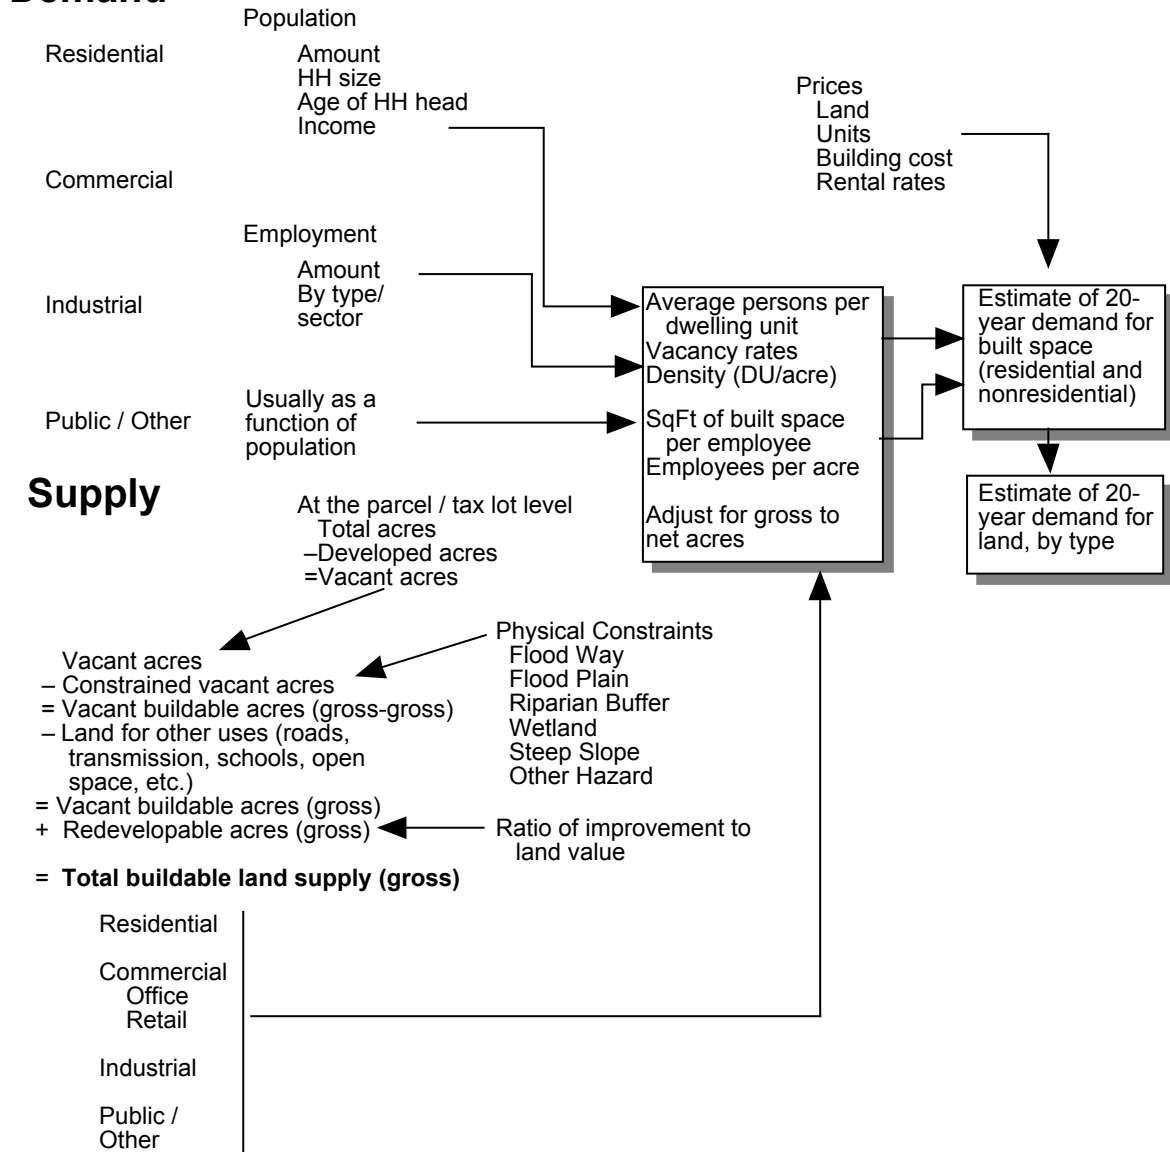 Demand
Population
Residential
Amount
HH size
Age of HH head
Income
Prices
Land
Units
Building cost
Rental rates
Commercial
Employment
Amount
By type/
sector
Industrial
Public / Other
Usually as a
function of
population
Average persons per
dwelling unit
Vacancy rates
Density (DU/acre)
SqFt of built space
per employee
Employees per acre
Adjust for gross to
net acres
Estimate of 20-
year demand for
built space
(residential and
nonresidential)
Estimate of 20-
year demand for
land, by type
Supply
At the parcel / tax lot level
Total acres
–Developed acres
=Vacant acres
Vacant acres
– Constrained vacant acres
= Vacant buildable acres (gross-gross)
– Land for other uses (roads,
transmission, schools, open
space, etc.)
= Vacant buildable acres (gross)
+ Redevelopable acres (gross)
= Total buildable land supply (gross)
Physical Constraints
Flood Way
Flood Plain
Riparian Buffer
Wetland
Steep Slope
Other Hazard
Ratio of improvement to
land value
Residential
Commercial
Office
Retail
Industrial
Public /
Other